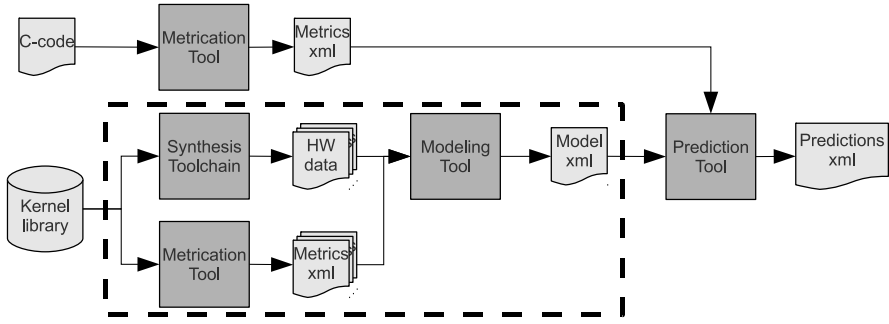 C-code
Metrication
Tool
Metrics
xml
Synthesis
Toolchain
HW
data
Modeling
Tool
Model
xml
Prediction
Tool
Predictions
xml
Kernel
library
Metrication
Tool
Metrics
xml